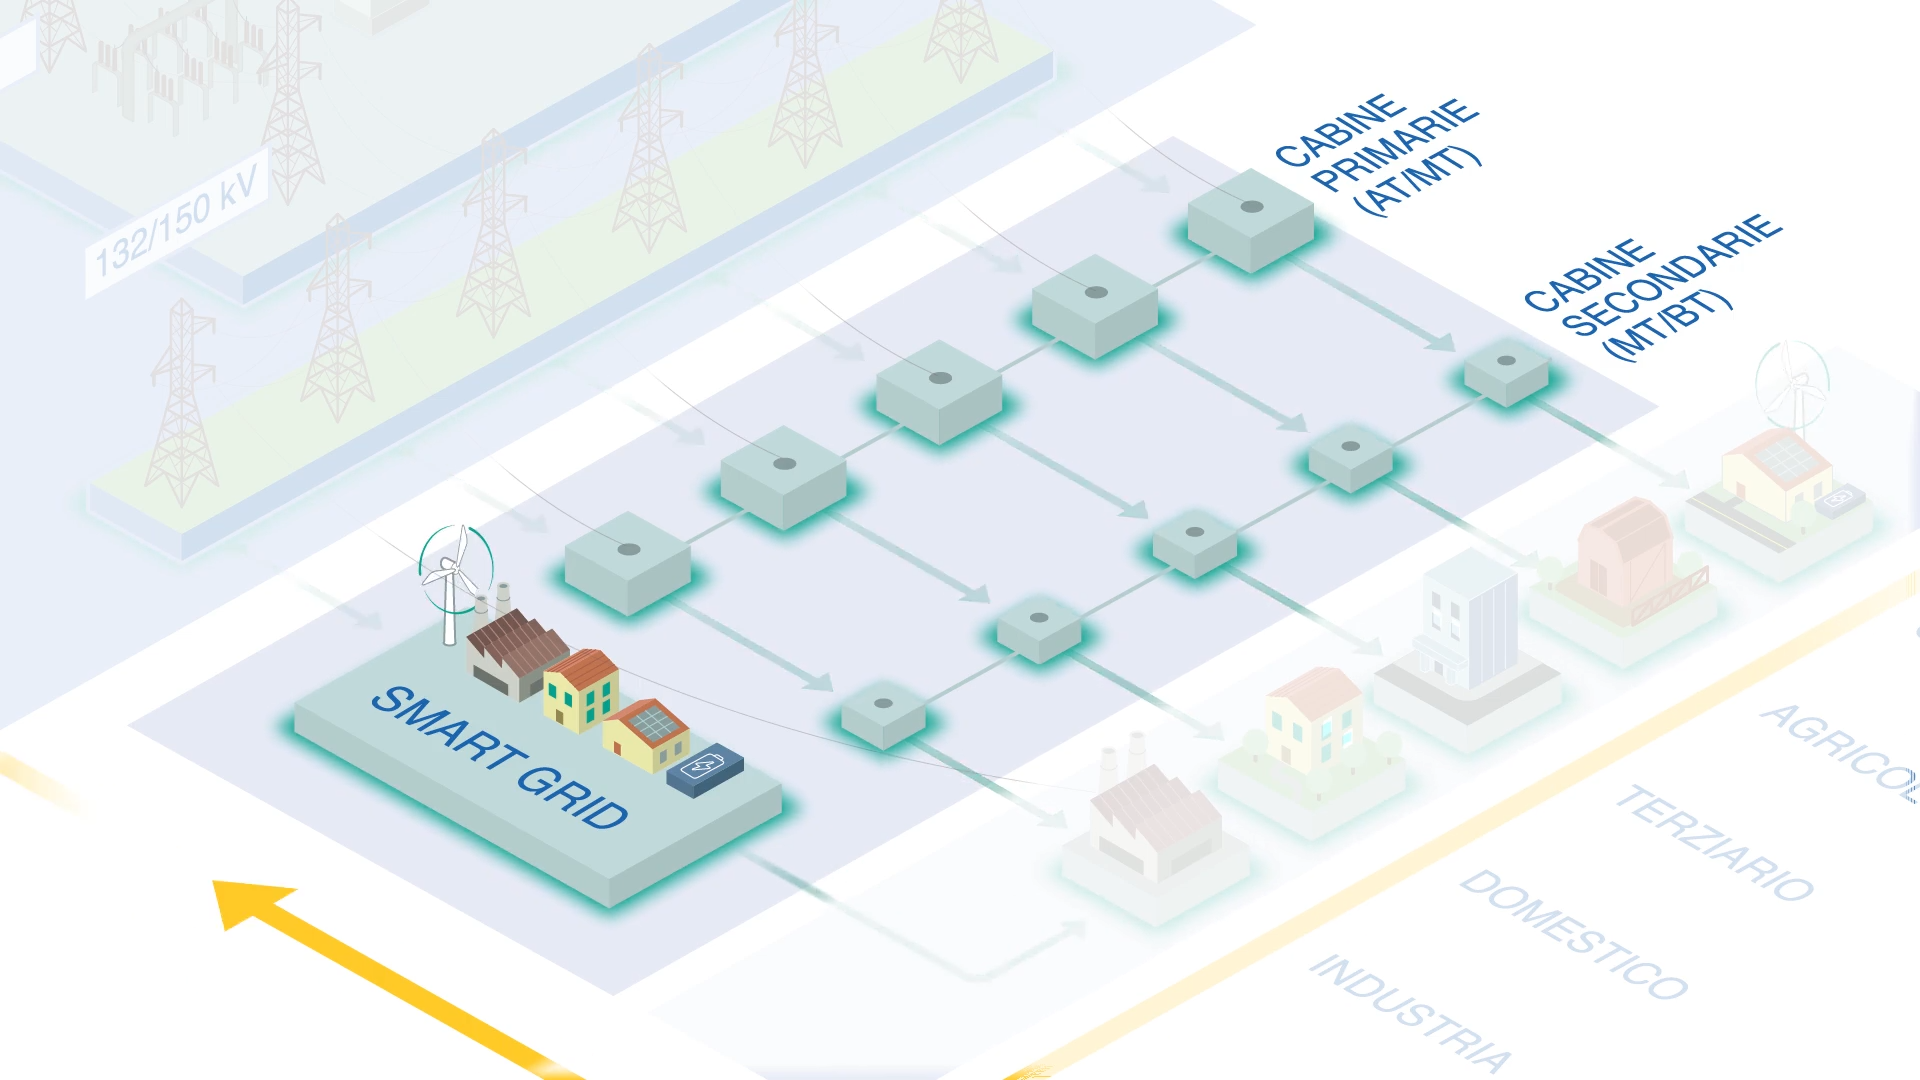 132/150 kV
CABINE
PRIMARIE
(AT/MT)
CABINE
SECONDARIE
(MT/BT)
SMART GRID
TERZIARIO
DOMESTICO
INDUSTRIA